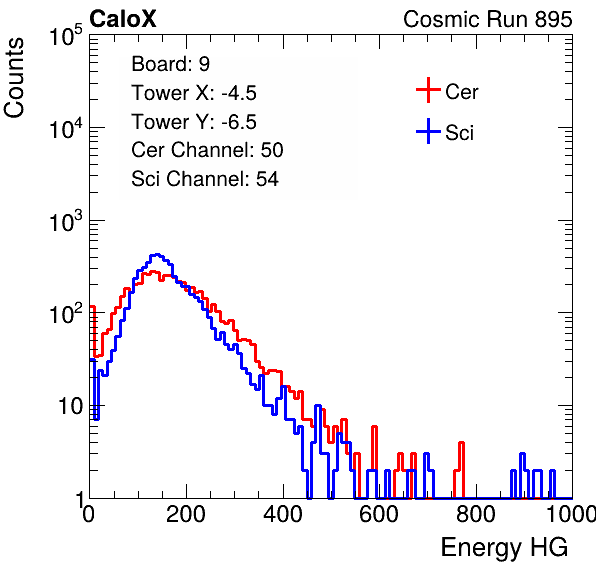 CaloX Cosmic Run 895
Counts
10^5
10^4
10^3
10^2
10
1
Board: 9
Tower X: -4.5
Tower Y: -6.5
Cer Channel: 50
Sci Channel: 54
Cer
Sci
0 200 400 600 800 1000
Energy HG